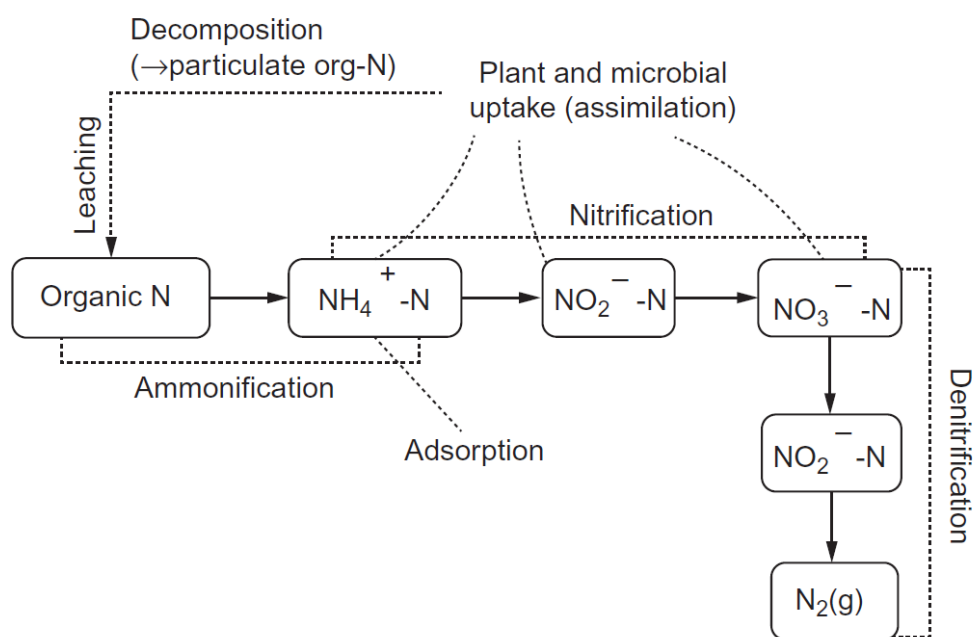 Decomposition
(→particulate org-N)
Plant and microbial
uptake (assimilation)
Leaching
Nitrification
Organic N
NH₄⁺-N
NO₂⁻-N
NO₃⁻-N
Ammonification
Adsorption
NO₂⁻-N
Denitrification
N₂(g)